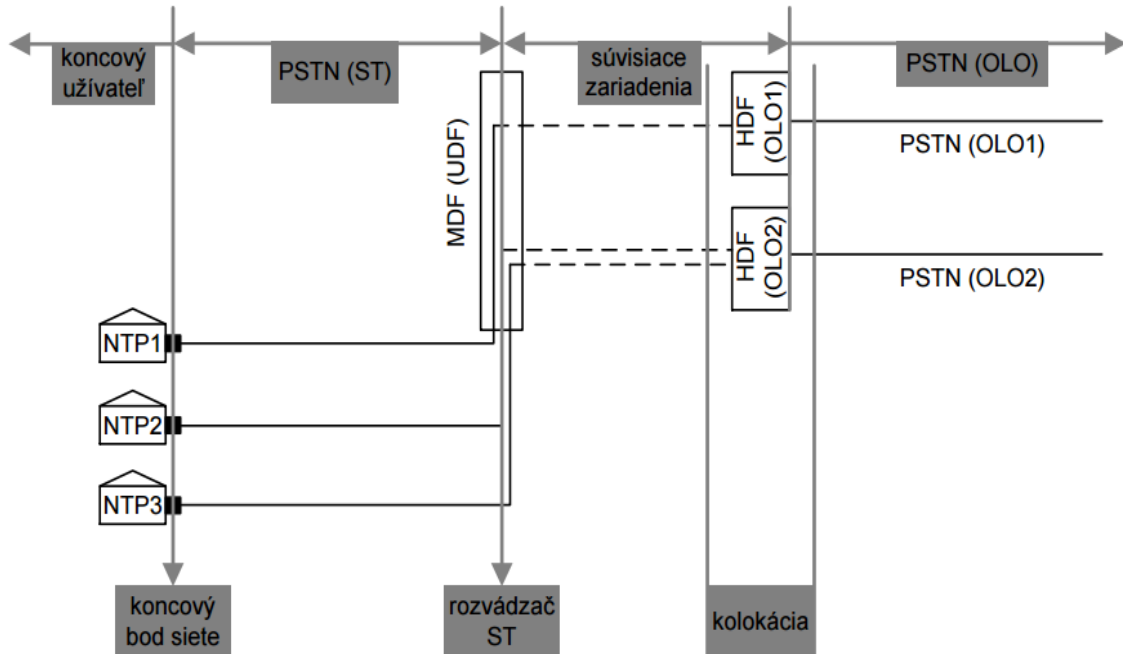 koncový
užívateľ
PSTN (ST)
súvisiace
zariadenia
PSTN (OLO)
MDF (UDF)
HDF
(OLO1)
PSTN (OLO1)
HDF
(OLO2)
PSTN (OLO2)
NTP1
NTP2
NTP3
koncový
bod siete
rozvádzač
ST
kolokácia